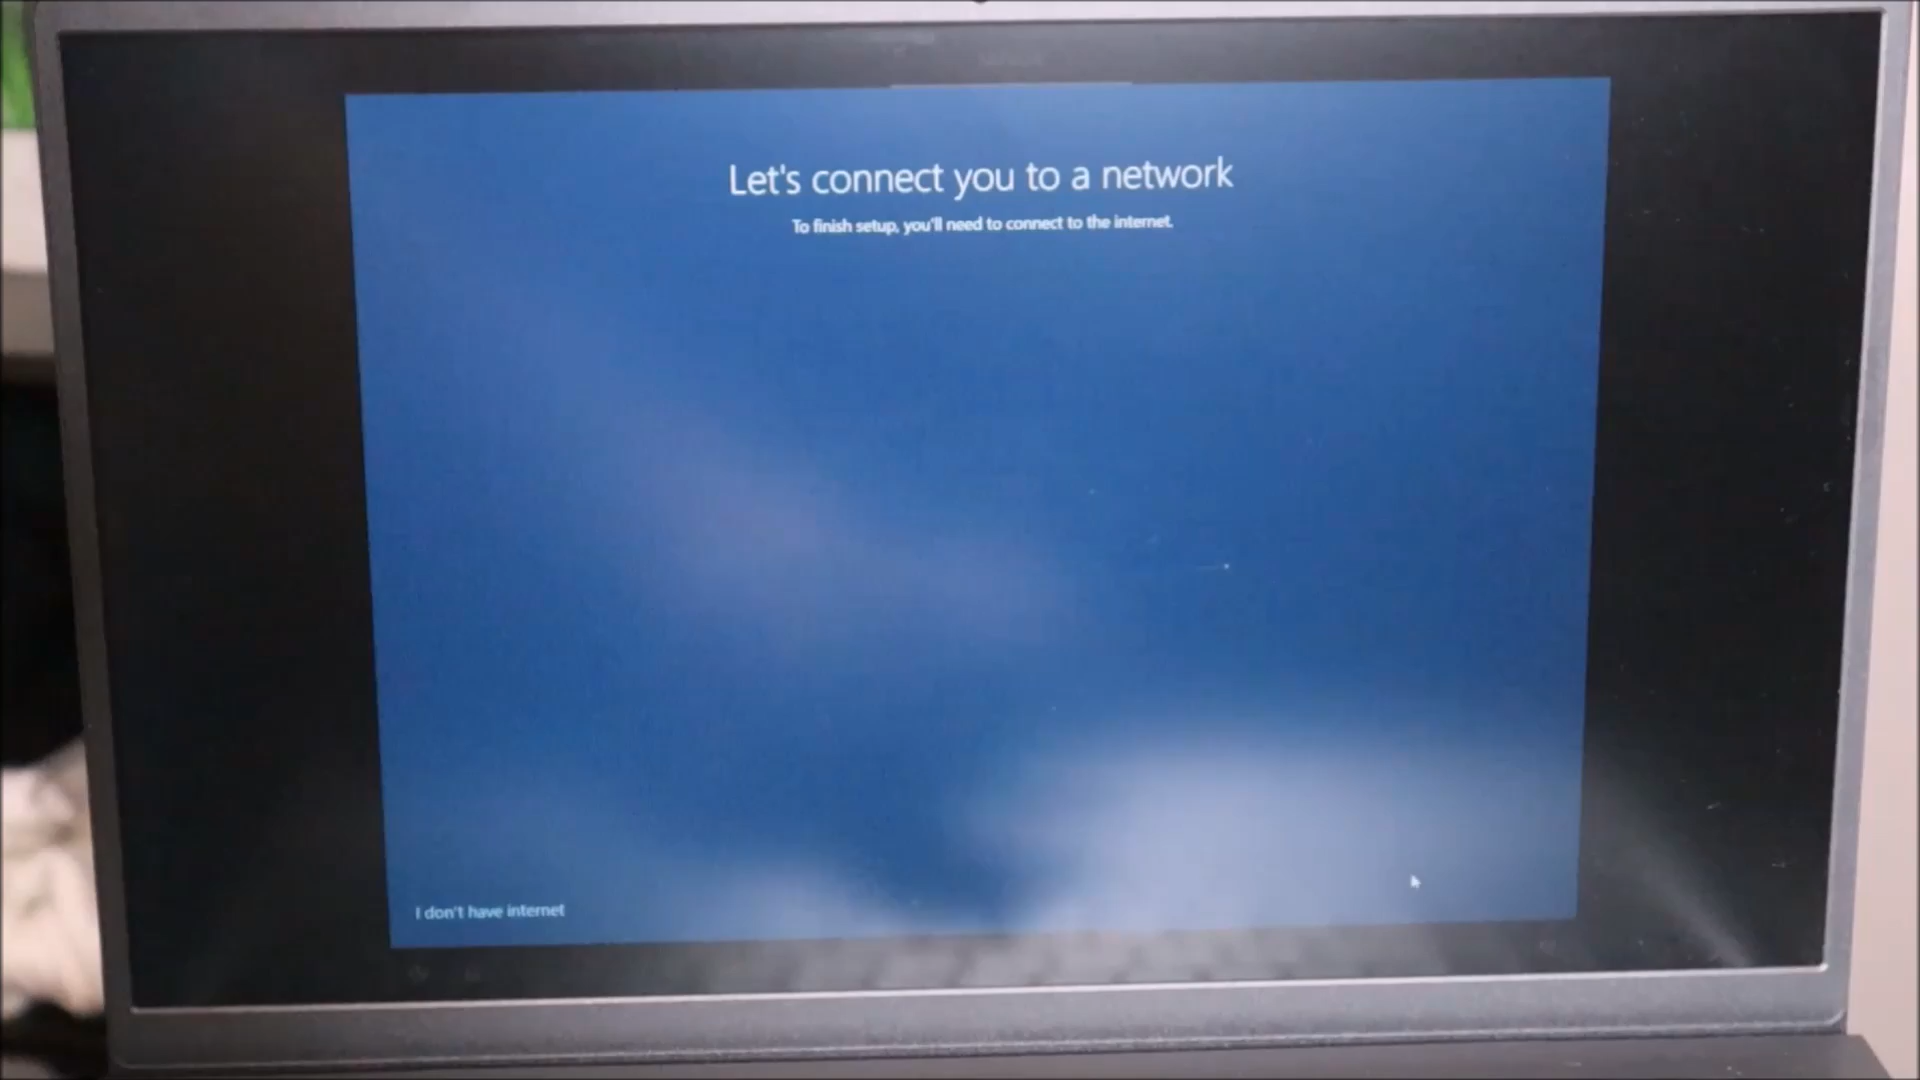 Let's connect you to a network
To finish setup, you'll need to connect to the internet.
I don't have internet